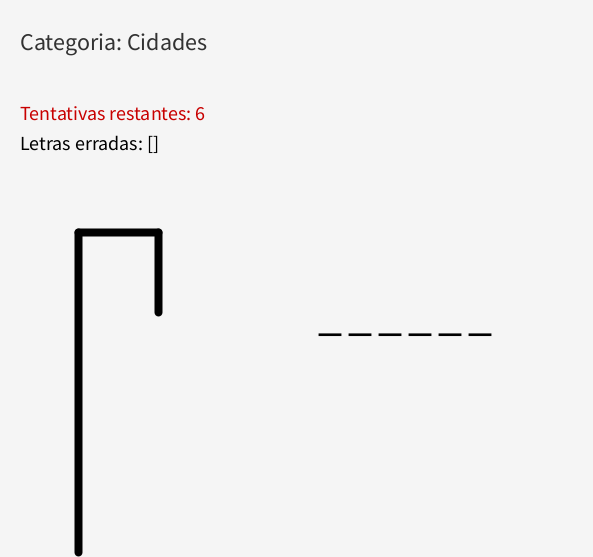 Categoria: Cidades
Tentativas restantes: 6
Letras erradas: []
_ _ _ _ _ _